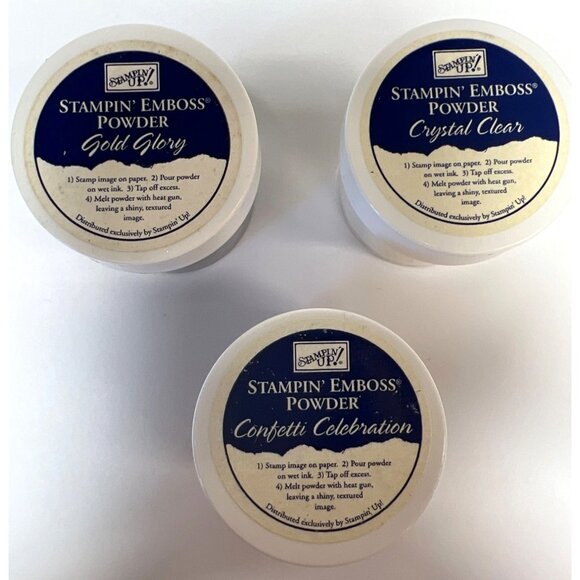 STAMPIN' UP!
STAMPIN' EMBOSS®
POWDER
Gold Glory
1) Stamp image on paper. 2) Pour powder
on wet ink. 3) Tap off excess.
4) Melt powder with heat gun,
leaving a shiny, textured
image.
Distributed exclusively by Stampin' Up!
STAMPIN' UP!
STAMPIN' EMBOSS®
POWDER
Crystal Clear
1) Stamp image on paper. 2) Pour powder
on wet ink. 3) Tap off excess.
4) Melt powder with heat gun,
leaving a shiny, textured
image.
Distributed exclusively by Stampin' Up!
STAMPIN' UP!
STAMPIN' EMBOSS®
POWDER
Confetti Celebration
1) Stamp image on paper. 2) Pour powder
on wet ink. 3) Tap off excess.
4) Melt powder with heat gun,
leaving a shiny, textured
image.
Distributed exclusively by Stampin' Up!